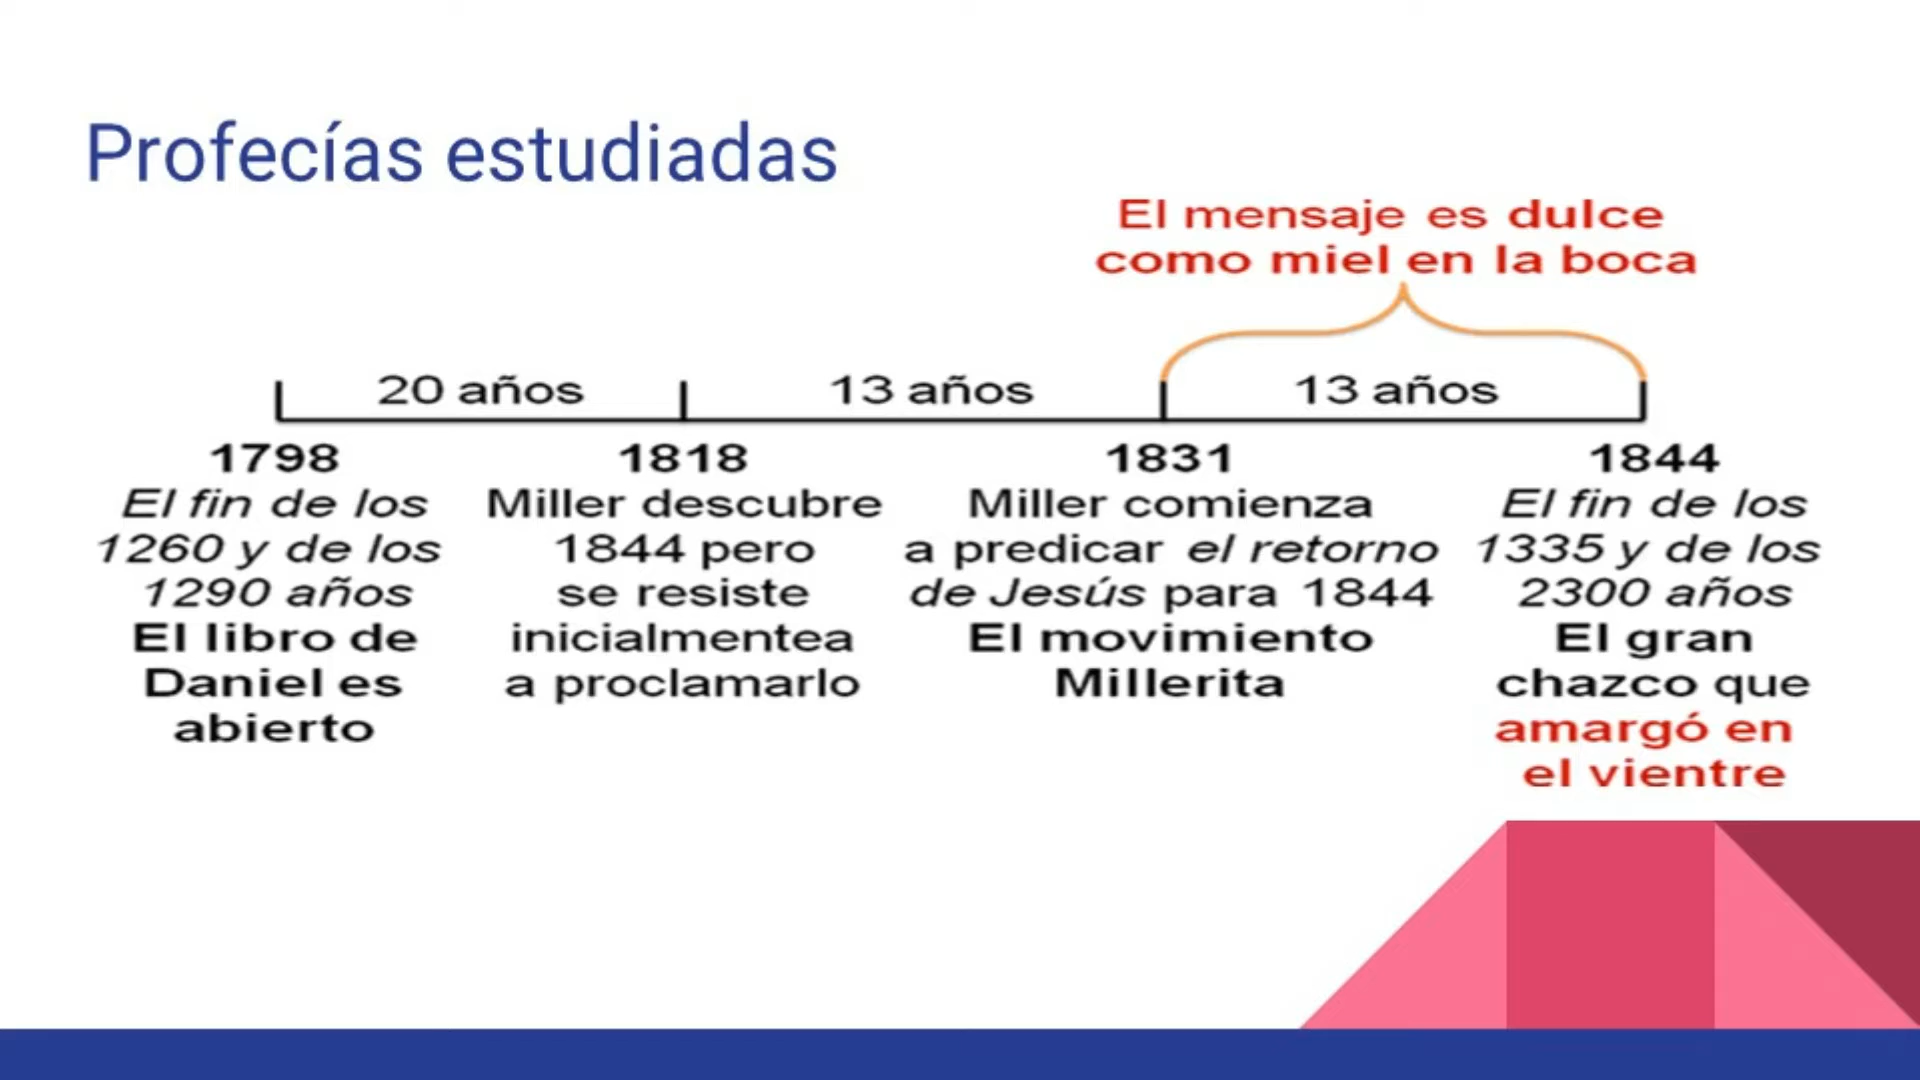 Profecías estudiadas
El mensaje es dulce
como miel en la boca
20 años
13 años
13 años
1798
El fin de los
1260 y de los
1290 años
El libro de
Daniel es
abierto
1818
Miller descubre
1844 pero
se resiste
inicialmentea
a proclamarlo
1831
Miller comienza
a predicar el retorno
de Jesús para 1844
El movimiento
Millerita
1844
El fin de los
1335 y de los
2300 años
El gran
chazco que
amargó en
el vientre